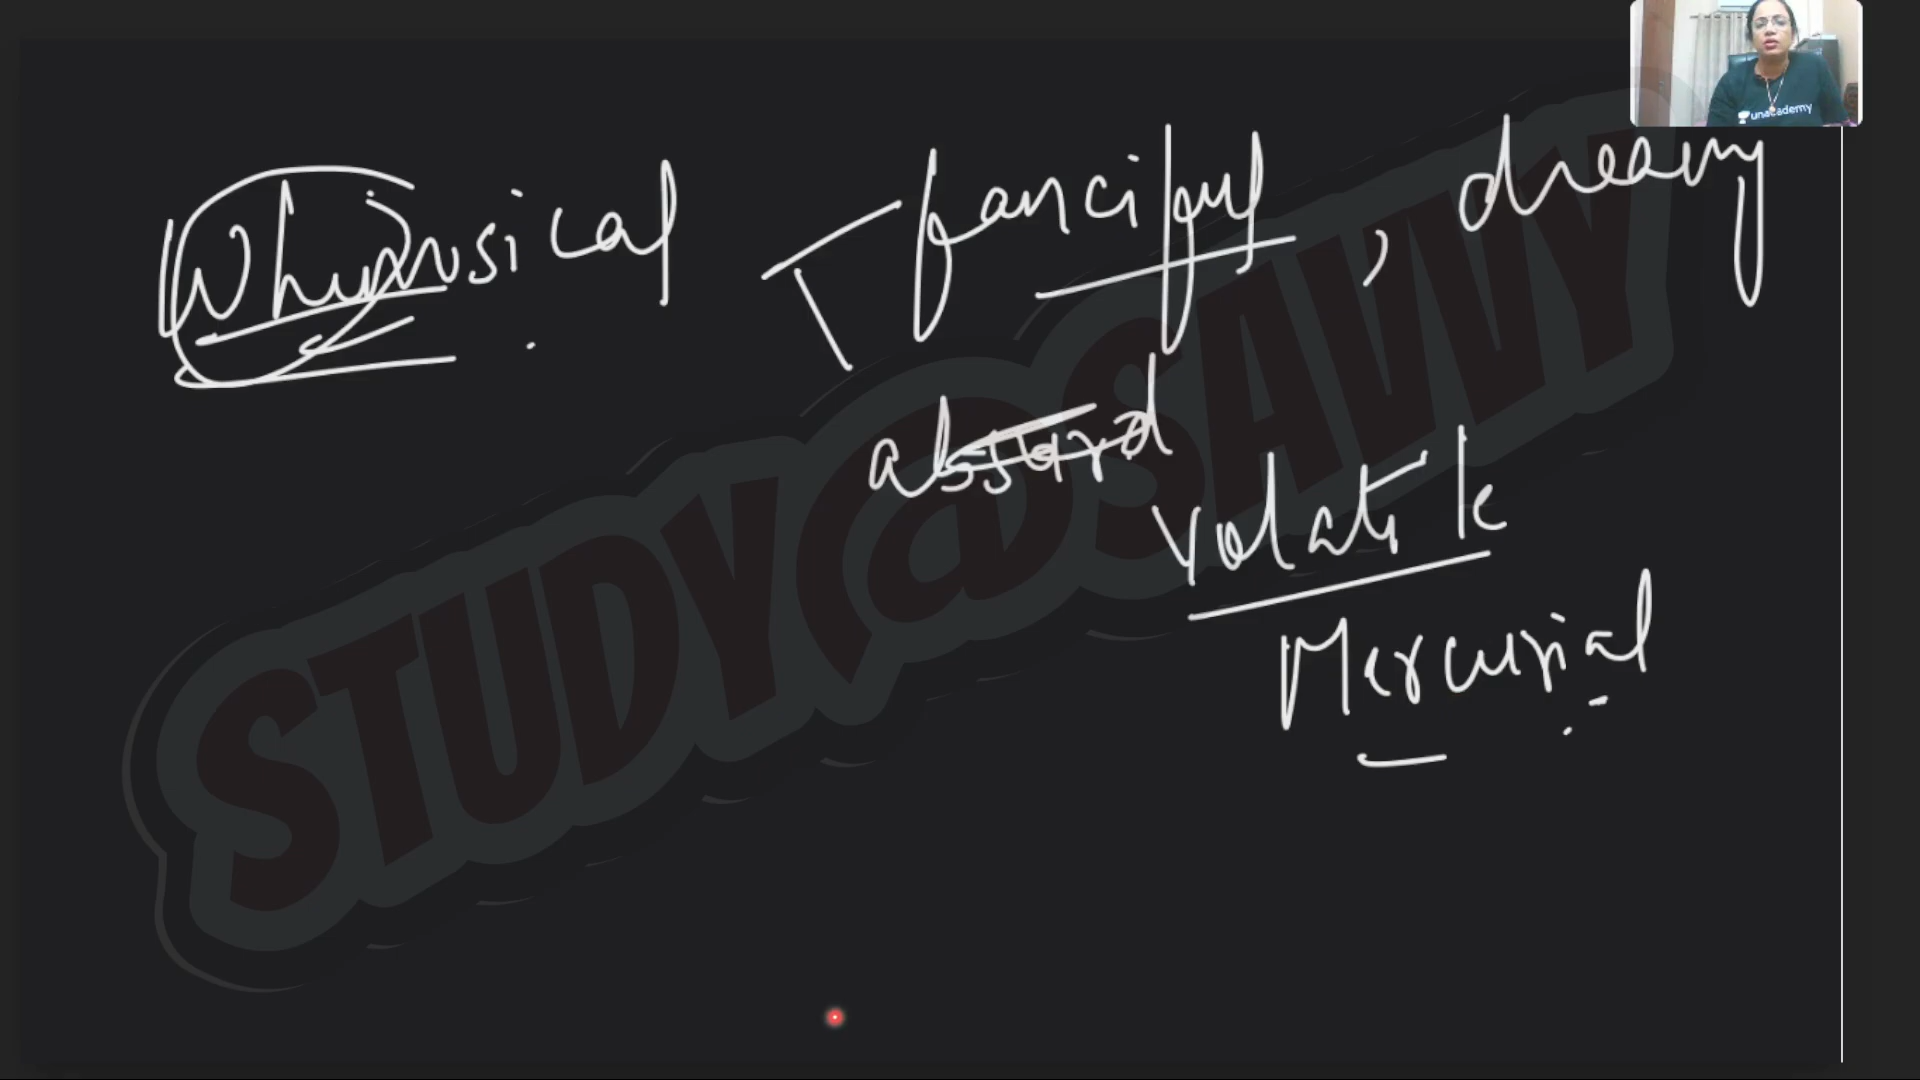 unacademy
Whimsical fanciful, dreamy
absurd
volatile
Mercurial
STUDY@SAVVY